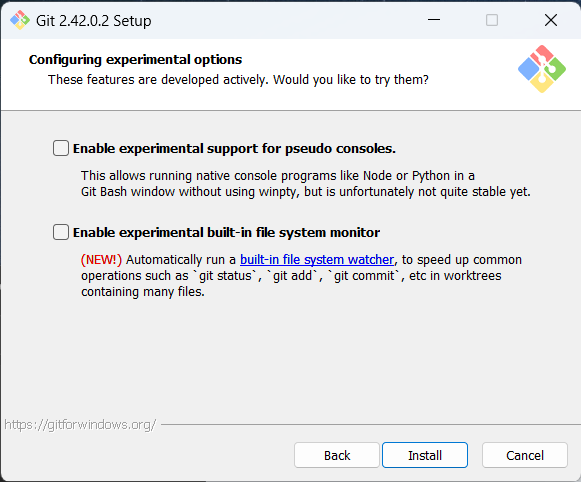 Git 2.42.0.2 Setup
Configuring experimental options
These features are developed actively. Would you like to try them?
Enable experimental support for pseudo consoles.
This allows running native console programs like Node or Python in a
Git Bash window without using winpty, but is unfortunately not quite stable yet.
Enable experimental built-in file system monitor
(NEW!) Automatically run a built-in file system watcher, to speed up common
operations such as `git status`, `git add`, `git commit`, etc in worktrees
containing many files.
https://gitforwindows.org/
Back Install Cancel